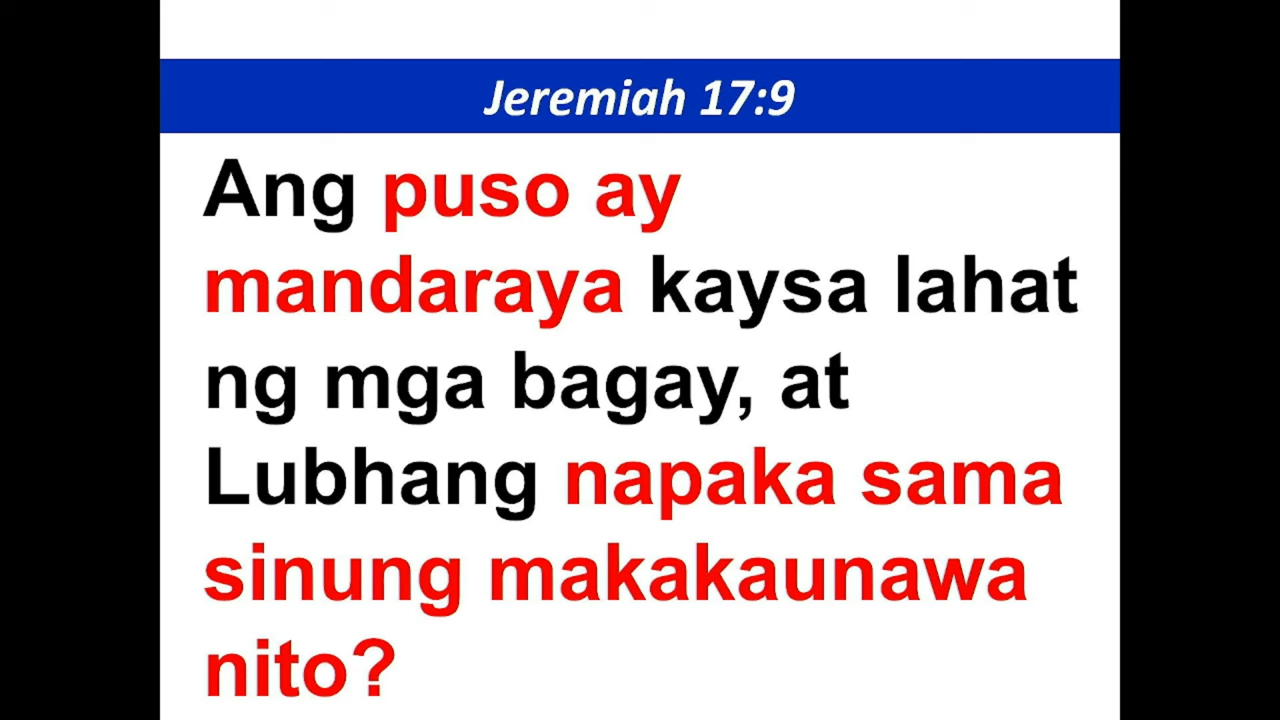 Jeremiah 17:9
Ang puso ay
mandaraya kaysa lahat
ng mga bagay, at
Lubhang napaka sama
sinung makakaunawa
nito?